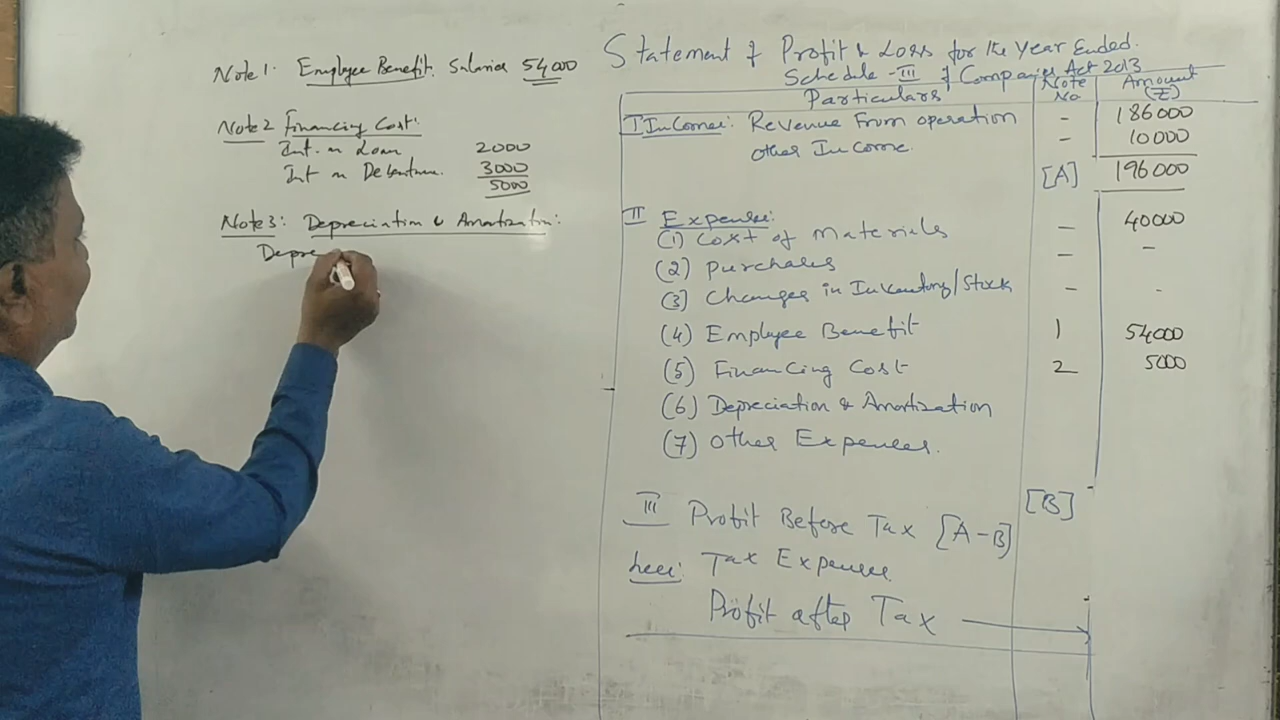 Note 1. Employee Benefit. Salaries 54000
Note 2 Financing Cost:
Int. on Loan 2000
Int on Debenture. 3000
5000
Note 3: Depreciation & Amortization:
Depre
Statement of Profit & Loss for the Year Ended.
Schedule - III of Companies Act 2013
Particulars Note No Amount (₹)
I Income: Revenue From operation - 186000
other Income. - 10000
[A] 196000
II Expense:
(1) Cost of Materials - 40000
(2) Purchases - -
(3) Changes in Inventory/Stock - -
(4) Employee Benefit 1 54000
(5) Financing Cost 2 5000
(6) Depreciation & Amortization
(7) Other Expenses.
[B]
III Profit Before Tax [A-B]
Less: Tax Expenses
Profit after Tax